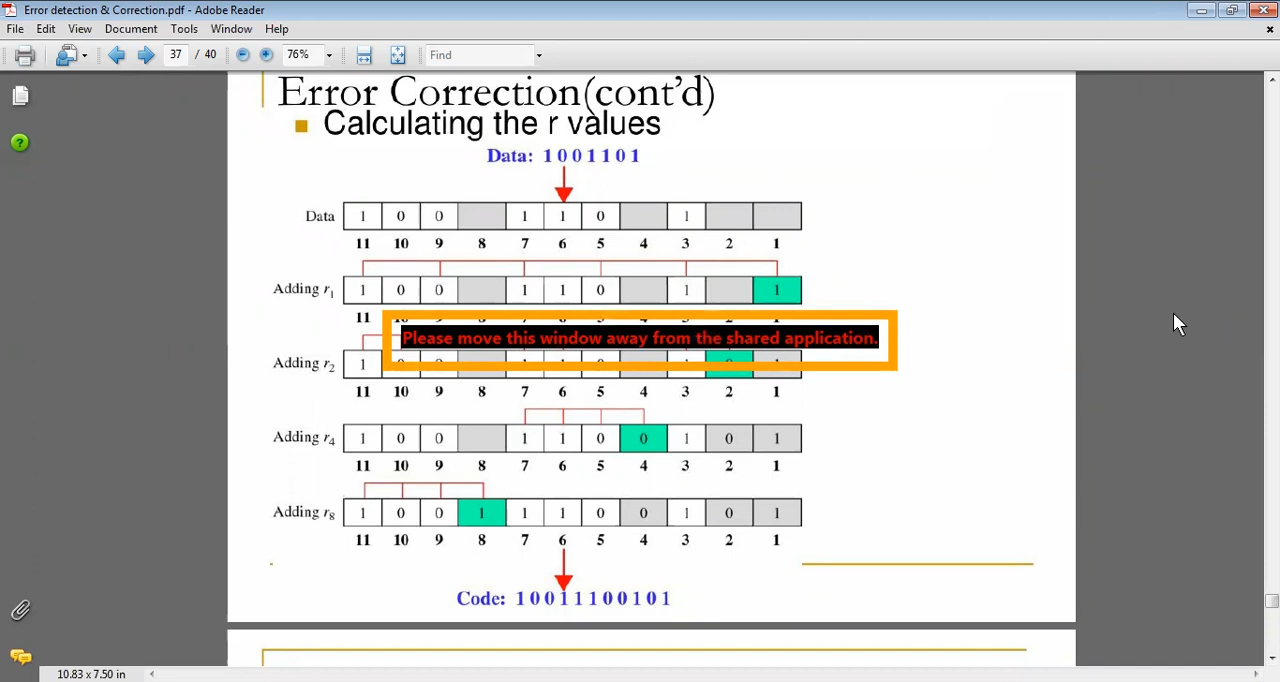 Error detection & Correction.pdf - Adobe Reader
File Edit View Document Tools Window Help
37 / 40 76% Find
Error Correction(cont'd)
Calculating the r values
Data: 1 0 0 1 1 0 1
Data 1 0 0 1 1 0 1
11 10 9 8 7 6 5 4 3 2 1
Adding r1 1 0 0 1 1 0 1 1
11
Please move this window away from the shared application.
Adding r2 1
11 10 9 8 7 6 5 4 3 2 1
Adding r4 1 0 0 1 1 0 0 1 0 1
11 10 9 8 7 6 5 4 3 2 1
Adding r8 1 0 0 1 1 1 0 0 1 0 1
11 10 9 8 7 6 5 4 3 2 1
Code: 1 0 0 1 1 1 0 0 1 0 1
10.83 x 7.50 in